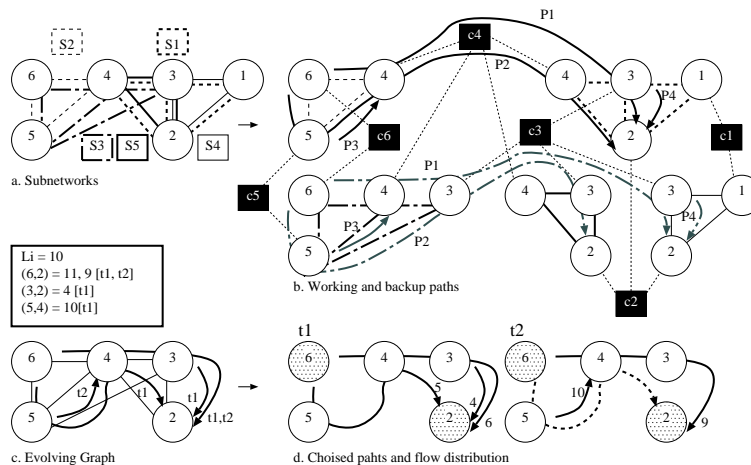 S2
S1
6
4
3
1
5
2
S3
S5
S4
a. Subnetworks
P1
c4
P2
6
4
4
3
1
P4
5
P3
c6
2
c3
c1
c5
6
4
3
P1
P3
P2
5
4
3
2
3
1
P4
2
c2
b. Working and backup paths
Li = 10
(6,2) = 11, 9 [t1, t2]
(3,2) = 4 [t1]
(5,4) = 10[t1]
6
4
3
5
2
t2
t1
t1
t1,t2
c. Evolving Graph
t1
6
4
3
5
5
2
4
6
t2
6
4
3
5
10
2
9
d. Choised pahts and flow distribution